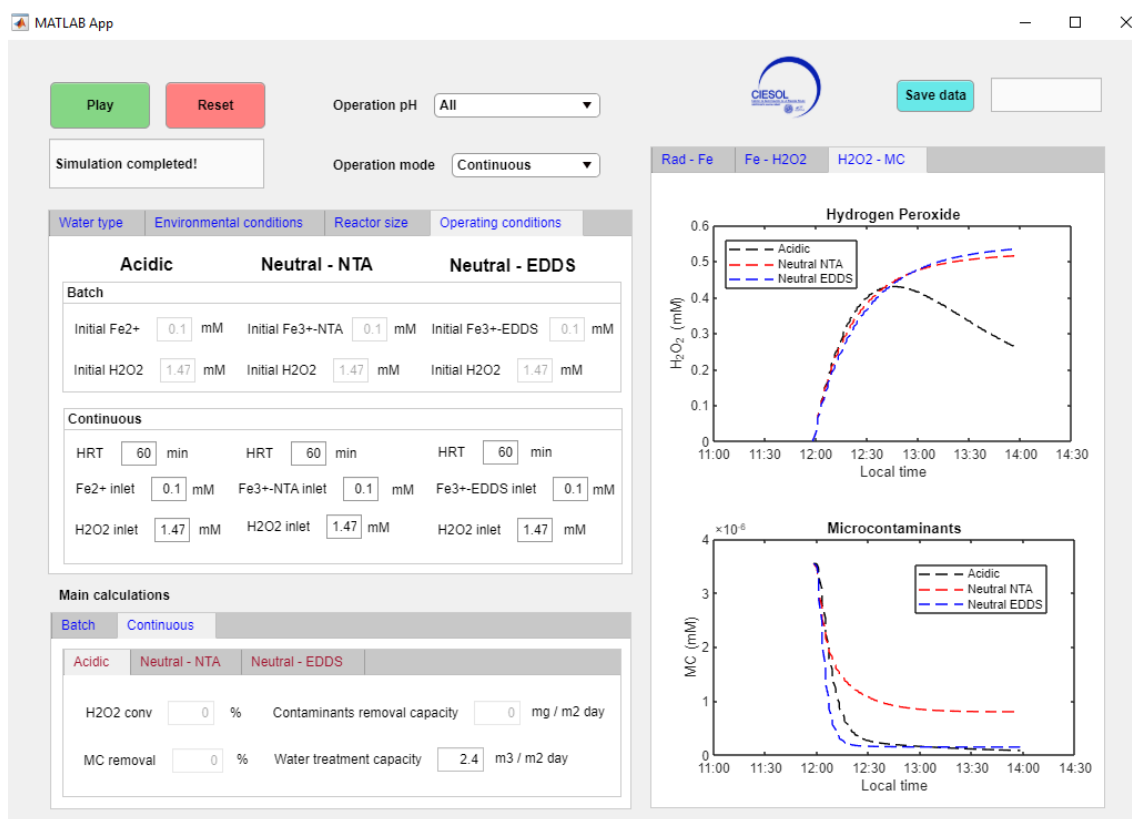 MATLAB App
Play
Reset
Operation pH
All
CIESOL
Save data
Simulation completed!
Operation mode
Continuous
Water type
Environmental conditions
Reactor size
Operating conditions
Acidic
Neutral - NTA
Neutral - EDDS
Batch
Initial Fe2+ 0.1 mM
Initial Fe3+-NTA 0.1 mM
Initial Fe3+-EDDS 0.1 mM
Initial H2O2 1.47 mM
Initial H2O2 1.47 mM
Initial H2O2 1.47 mM
Continuous
HRT 60 min
HRT 60 min
HRT 60 min
Fe2+ inlet 0.1 mM
Fe3+-NTA inlet 0.1 mM
Fe3+-EDDS inlet 0.1 mM
H2O2 inlet 1.47 mM
H2O2 inlet 1.47 mM
H2O2 inlet 1.47 mM
Main calculations
Batch
Continuous
Acidic
Neutral - NTA
Neutral - EDDS
H2O2 conv 0 %
Contaminants removal capacity 0 mg / m2 day
MC removal 0 %
Water treatment capacity 2.4 m3 / m2 day
Rad - Fe
Fe - H2O2
H2O2 - MC
Hydrogen Peroxide
0.6
0.5
0.4
0.3
0.2
0.1
0
H₂O₂ (mM)
Acidic
Neutral NTA
Neutral EDDS
11:00 11:30 12:00 12:30 13:00 13:30 14:00 14:30
Local time
Microcontaminants
×10⁻⁶
4
3
2
1
0
MC (mM)
Acidic
Neutral NTA
Neutral EDDS
11:00 11:30 12:00 12:30 13:00 13:30 14:00 14:30
Local time